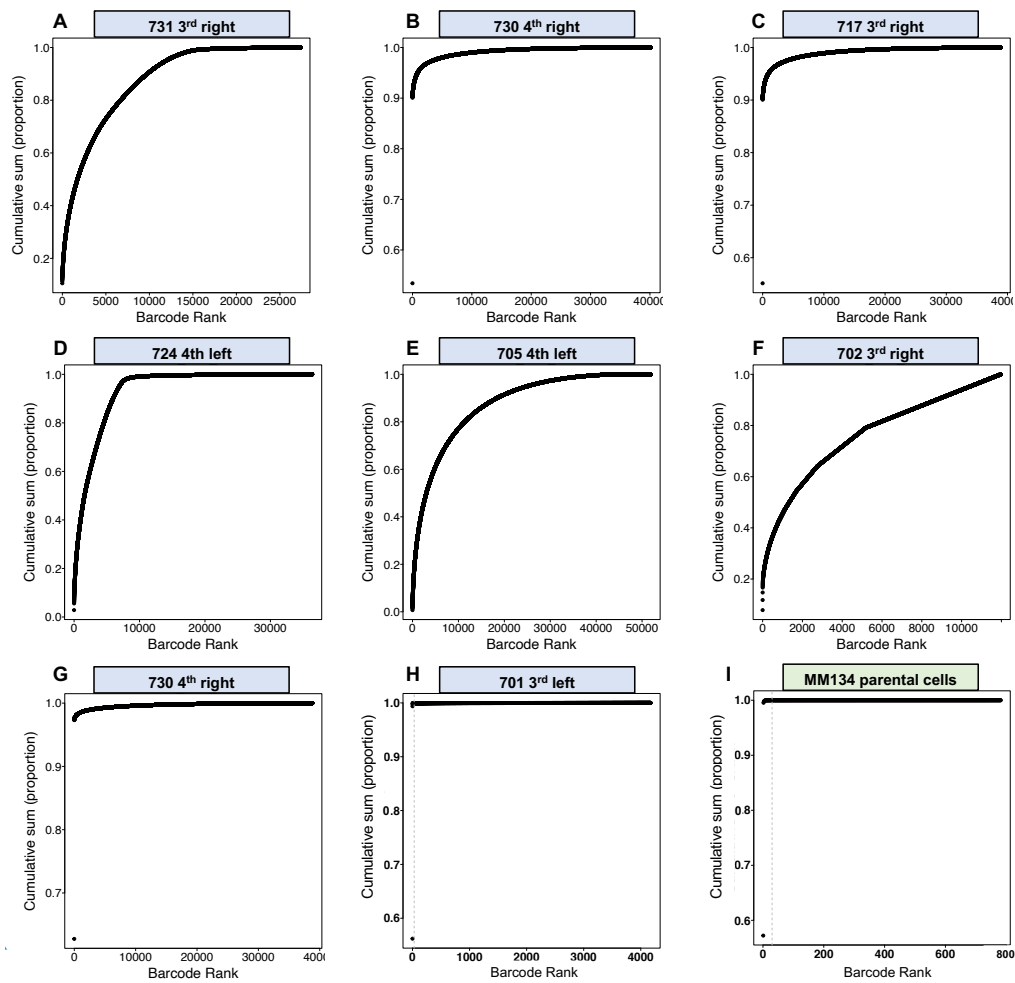 A
731 3rd right
Cumulative sum (proportion)
1.0
0.8
0.6
0.4
0.2
0 5000 10000 15000 20000 25000
Barcode Rank
B
730 4th right
Cumulative sum (proportion)
1.0
0.9
0.8
0.7
0.6
0 10000 20000 30000 40000
Barcode Rank
C
717 3rd right
Cumulative sum (proportion)
1.0
0.9
0.8
0.7
0.6
0 10000 20000 30000 4000
Barcode Rank
D
724 4th left
Cumulative sum (proportion)
1.0
0.8
0.6
0.4
0.2
0.0
0 10000 20000 30000
Barcode Rank
E
705 4th left
Cumulative sum (proportion)
1.0
0.8
0.6
0.4
0.2
0.0
0 10000 20000 30000 40000 50000
Barcode Rank
F
702 3rd right
Cumulative sum (proportion)
1.0
0.8
0.6
0.4
0.2
0 2000 4000 6000 8000 10000
Barcode Rank
G
730 4th right
Cumulative sum (proportion)
1.0
0.9
0.8
0.7
0 10000 20000 30000 4000
Barcode Rank
H
701 3rd left
Cumulative sum (proportion)
1.0
0.9
0.8
0.7
0.6
0 1000 2000 3000 4000
Barcode Rank
I
MM134 parental cells
Cumulative sum (proportion)
1.0
0.9
0.8
0.7
0.6
0 200 400 600 800
Barcode Rank